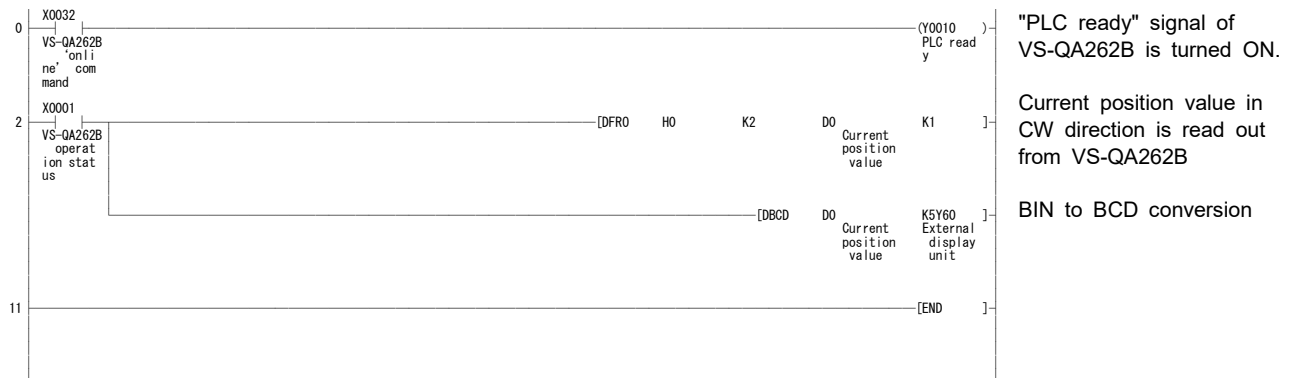 X0032
0 (Y0010 )
VS-QA262B PLC read
'onli y
ne' com
mand
"PLC ready" signal of
VS-QA262B is turned ON.
X0001
2 [DFRO H0 K2 D0 K1 ]
VS-QA262B Current
operat position
ion stat value
us
Current position value in
CW direction is read out
from VS-QA262B
[DBCD D0 K5Y60 ]
Current External
position display
value unit
BIN to BCD conversion
11 [END ]